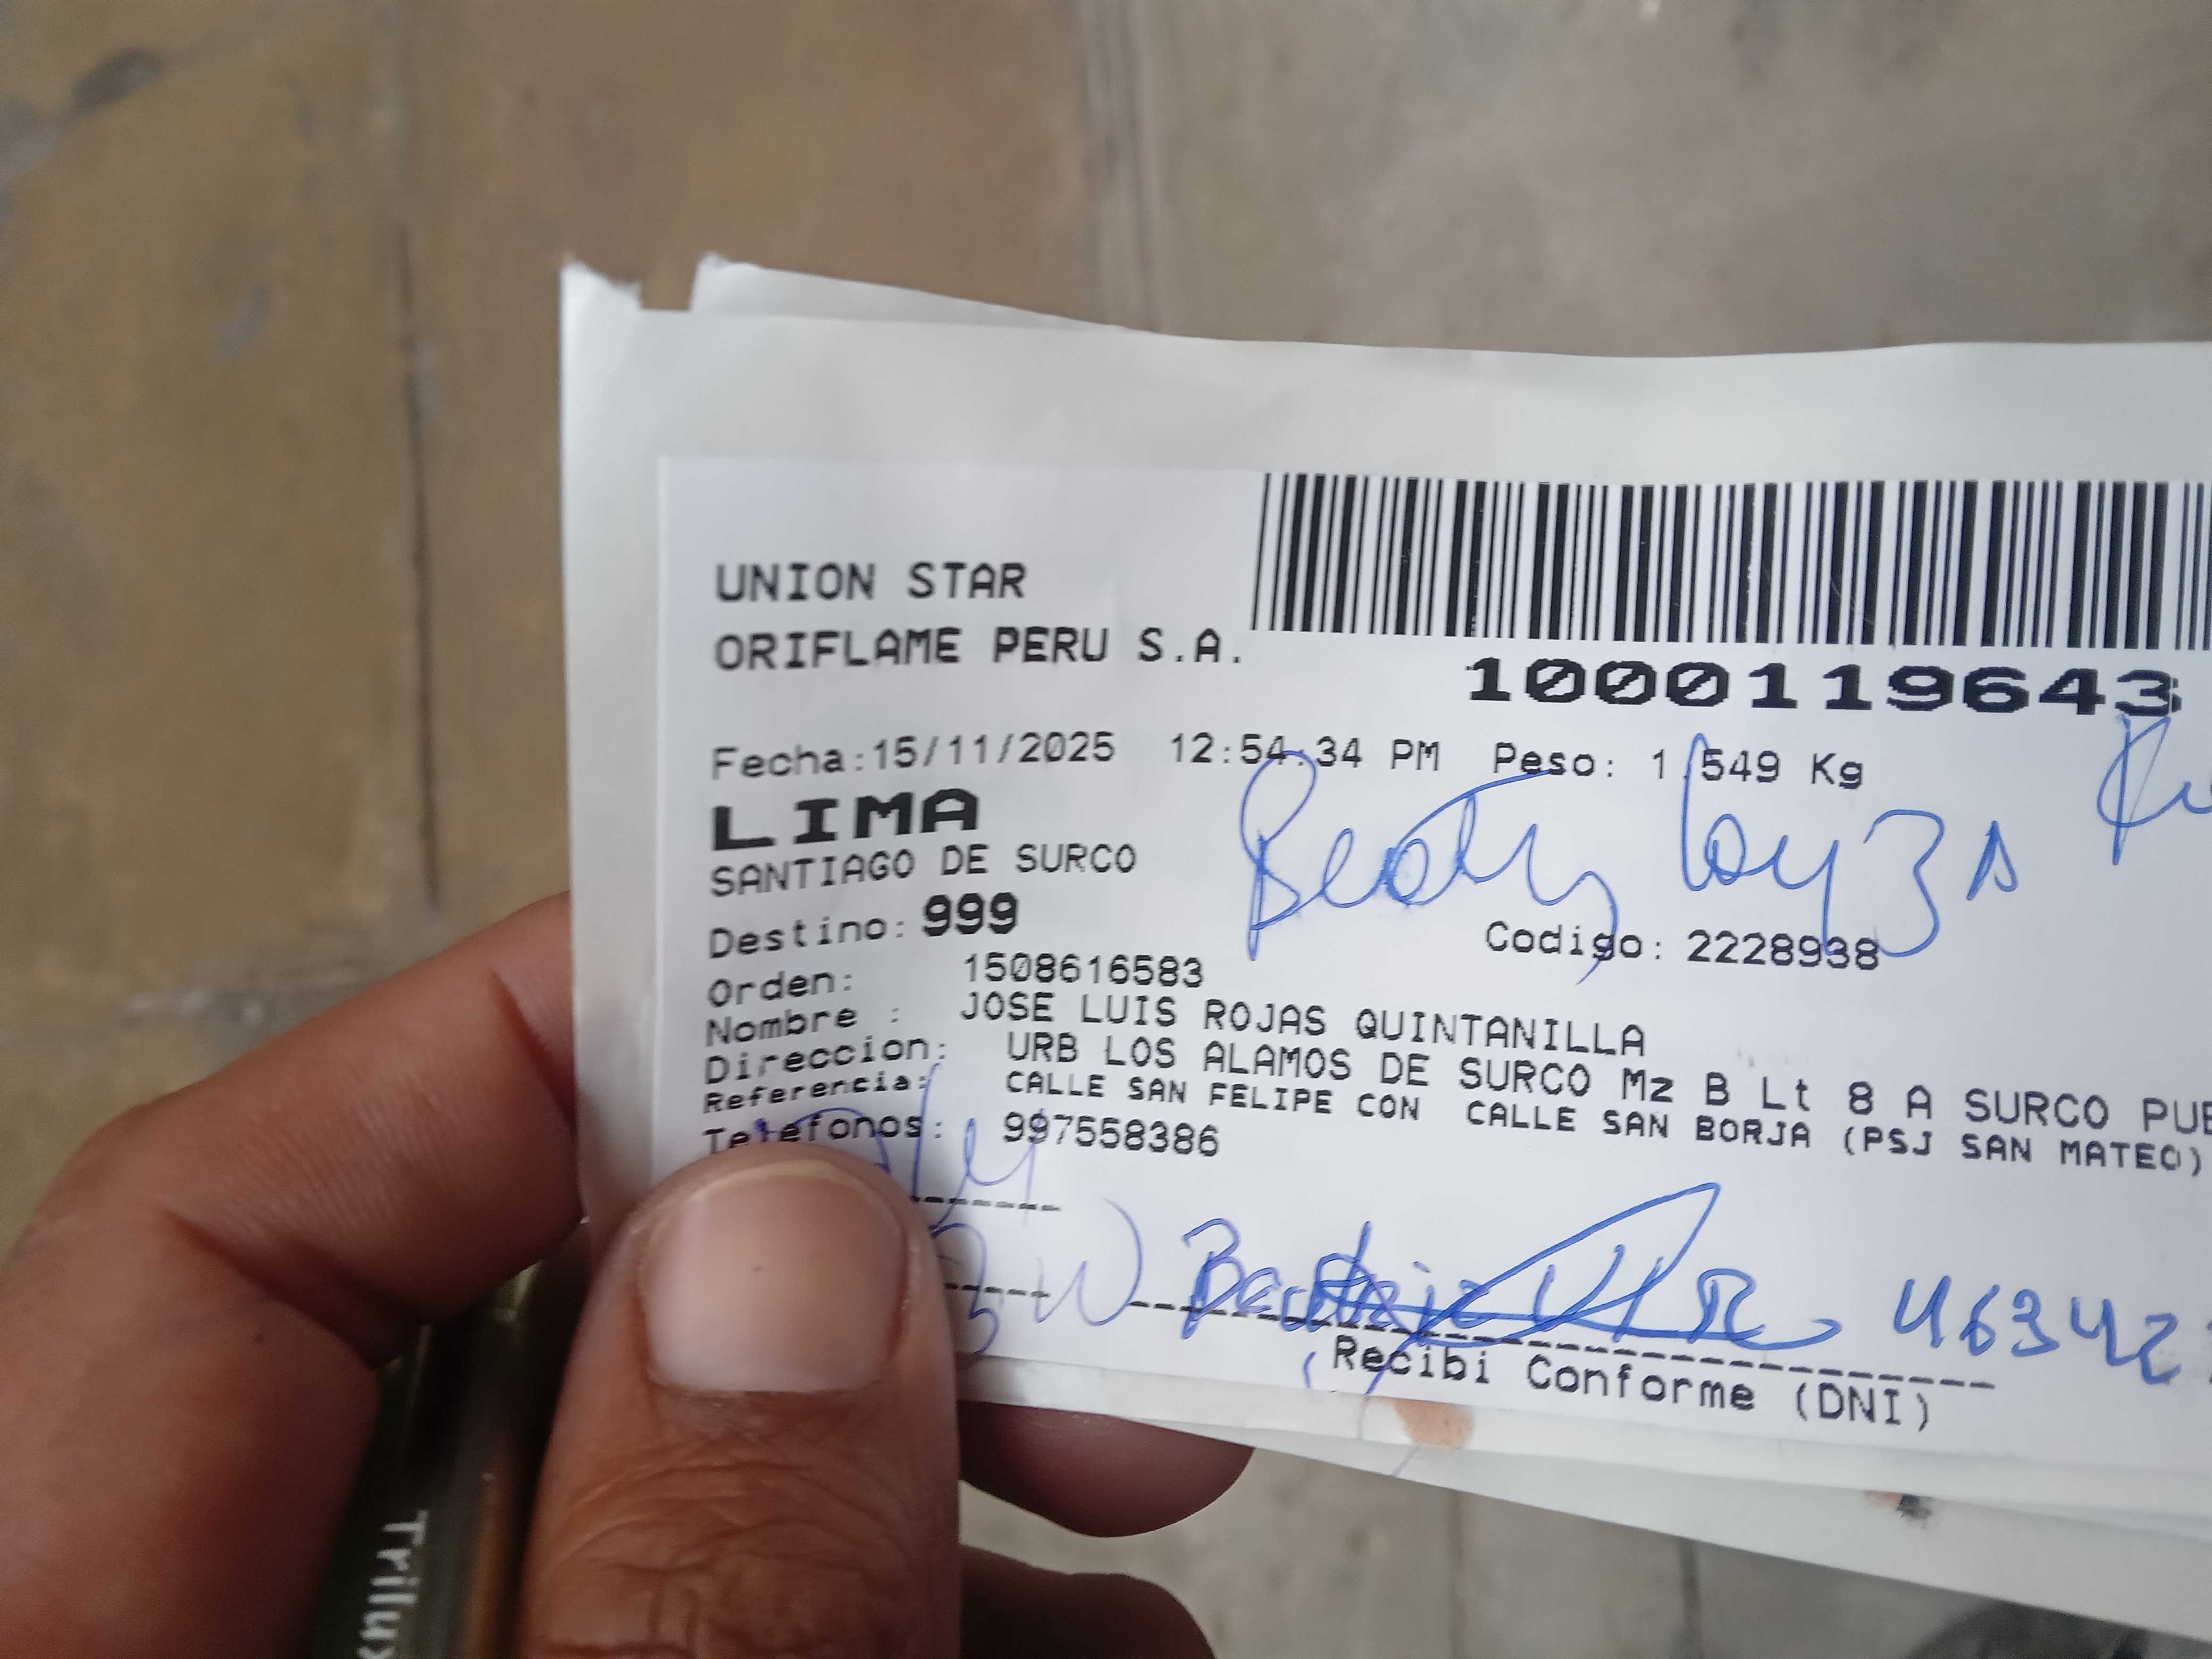 UNION STAR
ORIFLAME PERU S.A.
1000119643
Fecha:15/11/2025 12:54:34 PM Peso: 1.549 Kg
LIMA
SANTIAGO DE SURCO
Destino: 999
Codigo: 2228938
Orden: 1508616583
Nombre : JOSE LUIS ROJAS QUINTANILLA
Direccion: URB LOS ALAMOS DE SURCO Mz B Lt 8 A SURCO
Referencia: CALLE SAN FELIPE CON CALLE SAN BORJA (PSJ SAN MATEO)
Telefonos: 997558386
46342
Recibi Conforme (DNI)
Trilux